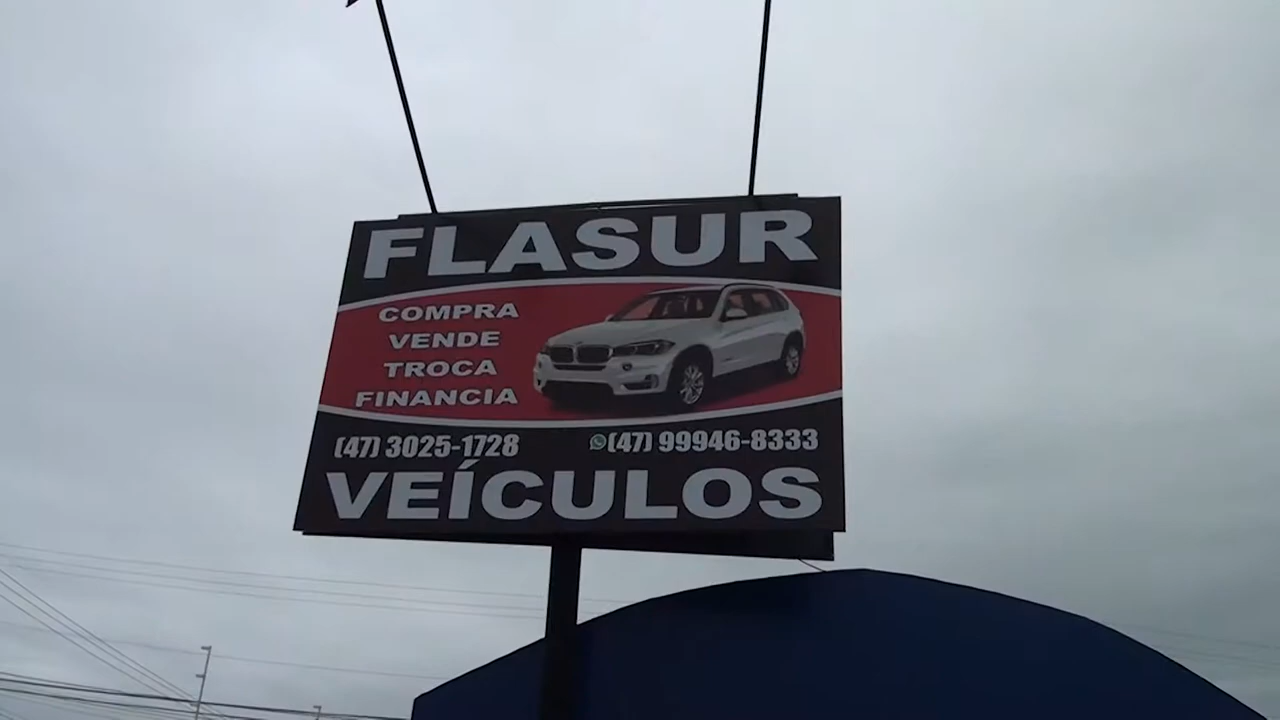 FLASUR
COMPRA
VENDE
TROCA
FINANCIA
(47) 3025-1728
(47) 99946-8333
VEÍCULOS